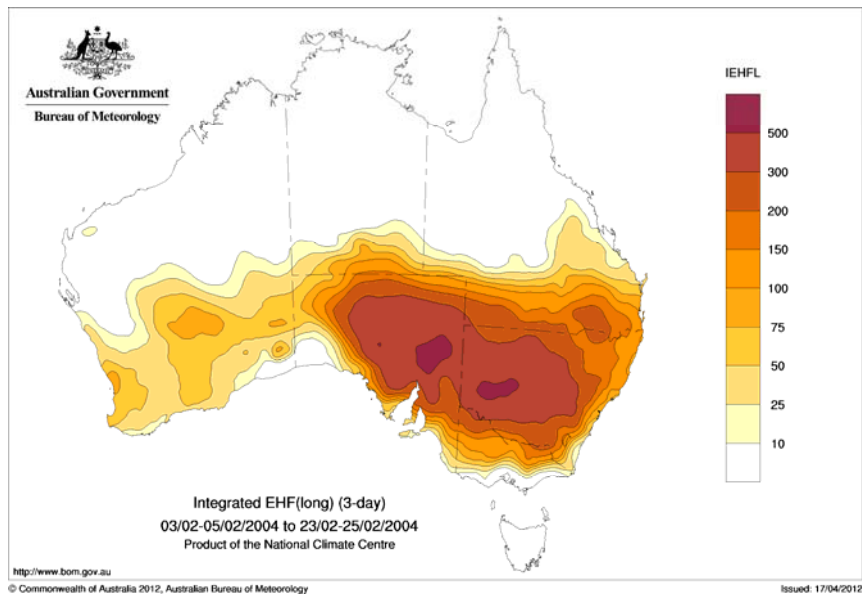 Australian Government
Bureau of Meteorology
IEHFL
500
300
200
150
100
75
50
25
10
Integrated EHF(long) (3-day)
03/02-05/02/2004 to 23/02-25/02/2004
Product of the National Climate Centre
http://www.bom.gov.au
© Commonwealth of Australia 2012, Australian Bureau of Meteorology
Issued: 17/04/2012